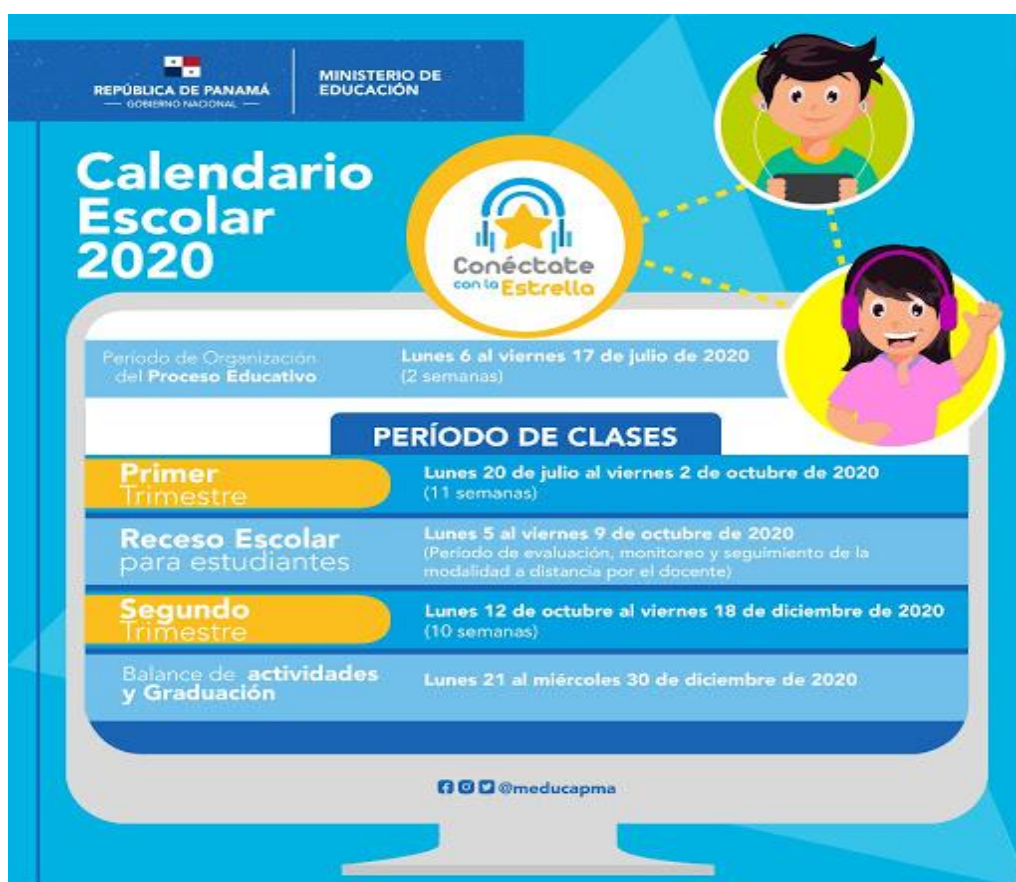 REPÚBLICA DE PANAMÁ
— GOBIERNO NACIONAL —
MINISTERIO DE
EDUCACIÓN
Calendario
Escolar
2020
Conéctate
con la Estrella
Período de Organización
del Proceso Educativo
Lunes 6 al viernes 17 de julio de 2020
(2 semanas)
PERÍODO DE CLASES
Primer
Trimestre
Lunes 20 de julio al viernes 2 de octubre de 2020
(11 semanas)
Receso Escolar
para estudiantes
Lunes 5 al viernes 9 de octubre de 2020
(Período de evaluación, monitoreo y seguimiento de la
modalidad a distancia por el docente)
Segundo
Trimestre
Lunes 12 de octubre al viernes 18 de diciembre de 2020
(10 semanas)
Balance de actividades
y Graduación
Lunes 21 al miércoles 30 de diciembre de 2020
@meducapma